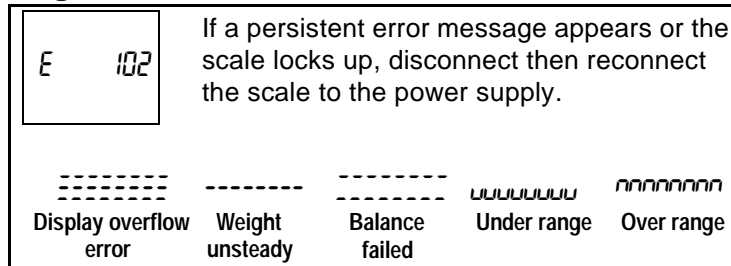 If a persistent error message appears or the
E 102
scale locks up, disconnect then reconnect
the scale to the power supply.
Display overflow error
Weight unsteady
Balance failed
Under range
Over range